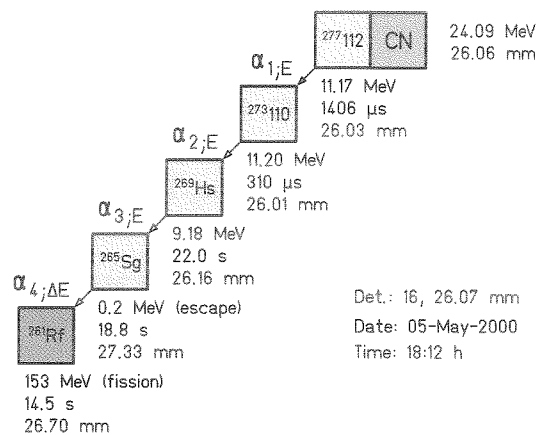 ²⁷⁷112 CN
24.09 MeV
26.06 mm
α₁;E
11.17 MeV
1406 µs
26.03 mm
²⁷³110
α₂;E
11.20 MeV
310 µs
26.01 mm
²⁶⁹Hs
α₃;E
9.18 MeV
22.0 s
26.16 mm
²⁶⁵Sg
α₄;ΔE
0.2 MeV (escape)
18.8 s
27.33 mm
²⁶¹Rf
153 MeV (fission)
14.5 s
26.70 mm
Det.: 16, 26.07 mm
Date: 05-May-2000
Time: 18:12 h